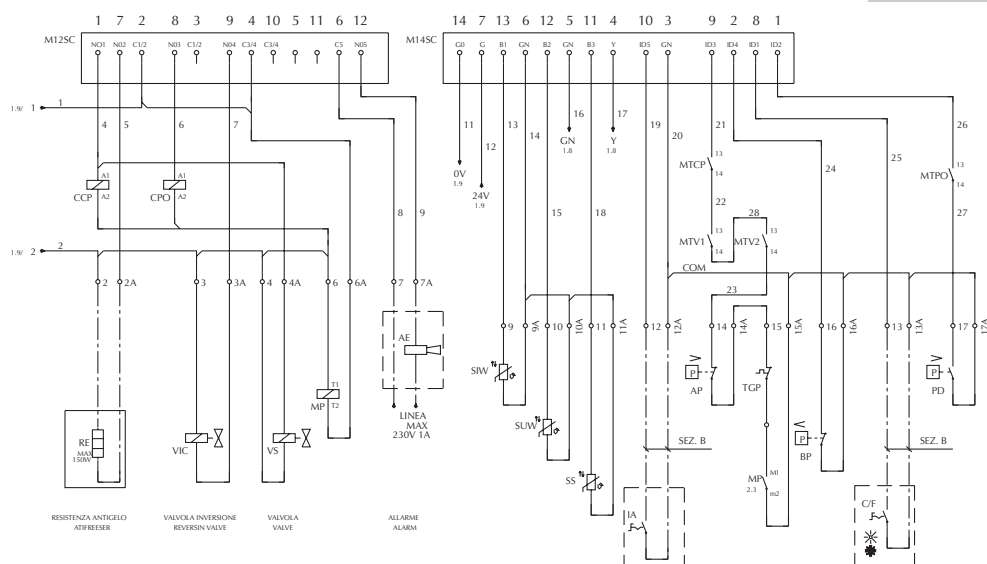 1 7 2 8 3 9 4 10 5 11 6 12
14 7 13 6 12 5 11 4 10 3 9 2 8 1
M12SC
NO1 N02 C1/2 N03 C1/2 N04 C3/4 C3/4 C5 N05
M14SC
G0 G B1 GN B2 GN B3 Y ID5 GN ID3 ID4 ID1 ID2
1.9/ 1
1
4 5 6 7
11 12 13 14 16 17 19 20 21 26
GN
1.8
Y
1.8
0V
1.9
24V
1.9
MTCP
13
14
24
25
MTPO
13
14
CCP
A1
A2
CPO
A1
A2
22
27
8
9
15
18
28
MTV1
13
14
MTV2
13
14
1.9/ 2
2
COM
23
2 2A 3 3A 4 4A 6 6A 7 7A
9 9A 10 10A 11 11A 12 12A 14 14A 15 15A 16 16A 13 13A 17 17A
AE
SIW
P
AP
TGP
P
PD
MP
T1
T2
LINEA
MAX
230V 1A
RE
MAX
150W
VIC
VS
SUW
P
BP
SEZ. B
SEZ. B
SS
MP
2.3
M1
m2
IA
C/F
RESISTENZA ANTIGELO
ATIFREESER
VALVOLA INVERSIONE
REVERSIN VALVE
VALVOLA
VALVE
ALLARME
ALARM